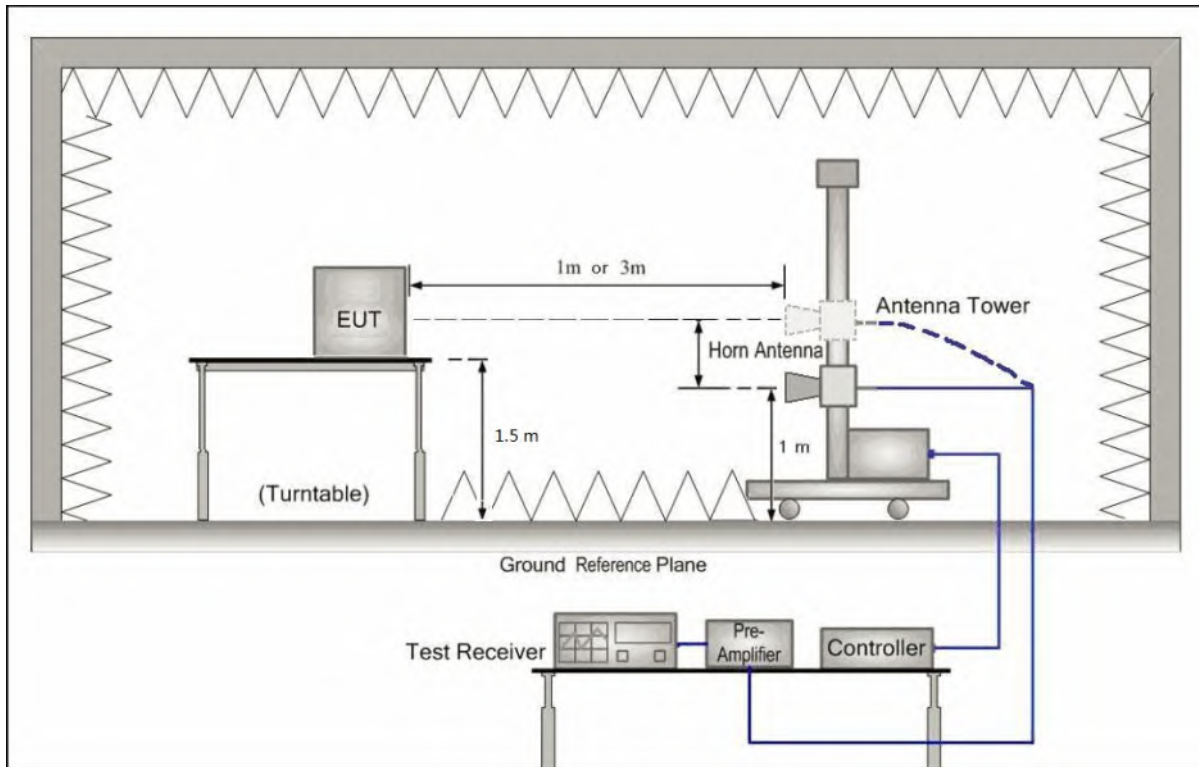 1m or 3m
EUT
Antenna Tower
Horn Antenna
1.5 m
1 m
(Turntable)
Ground Reference Plane
Test Receiver
Pre-
Amplifier
Controller